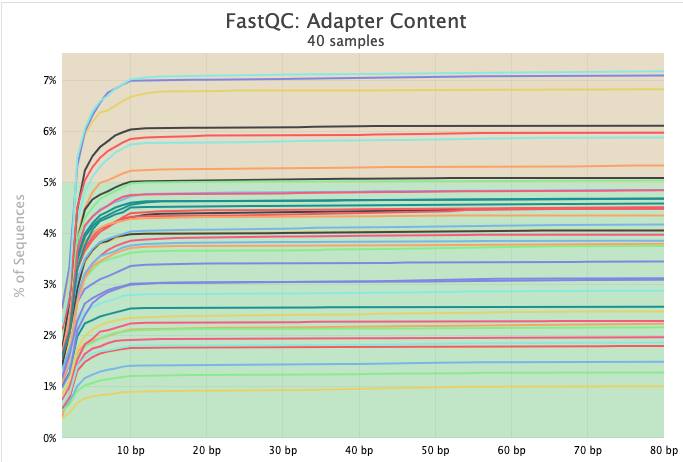 FastQC: Adapter Content
40 samples
% of Sequences
7%
6%
5%
4%
3%
2%
1%
0%
10 bp 20 bp 30 bp 40 bp 50 bp 60 bp 70 bp 80 bp